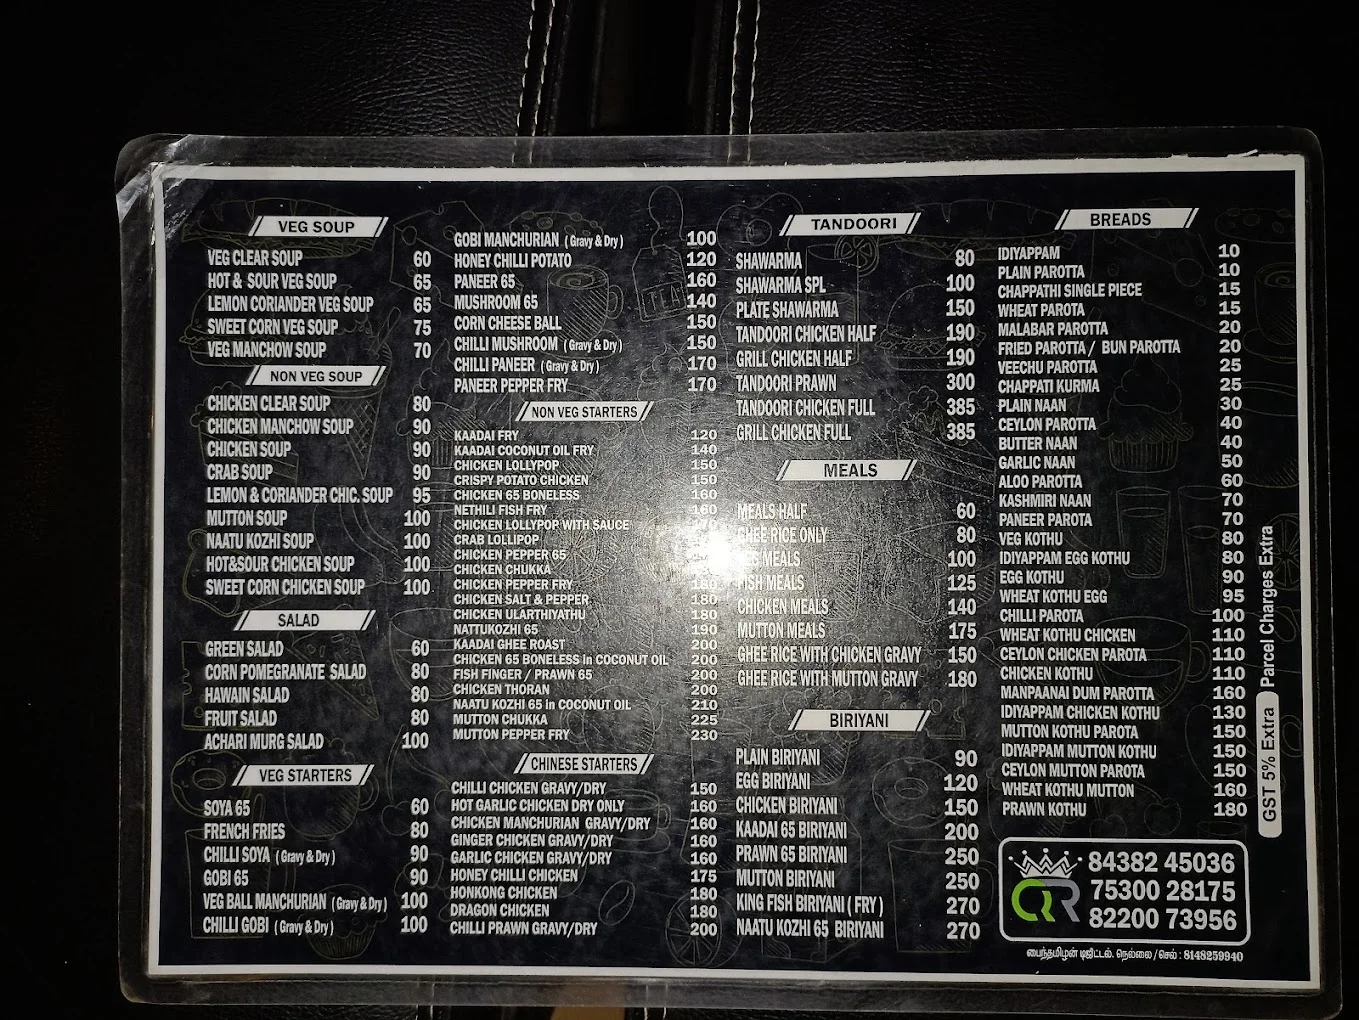 VEG SOUP
VEG CLEAR SOUP 60
HOT & SOUR VEG SOUP 65
LEMON CORIANDER VEG SOUP 65
SWEET CORN VEG SOUP 75
VEG MANCHOW SOUP 70
NON VEG SOUP
CHICKEN CLEAR SOUP 80
CHICKEN MANCHOW SOUP 90
CHICKEN SOUP 90
CRAB SOUP 90
LEMON & CORIANDER CHIC. SOUP 95
MUTTON SOUP 100
NAATU KOZHI SOUP 100
HOT&SOUR CHICKEN SOUP 100
SWEET CORN CHICKEN SOUP 100
SALAD
GREEN SALAD 60
CORN POMEGRANATE SALAD 80
HAWAIN SALAD 80
FRUIT SALAD 80
ACHARI MURG SALAD 100
VEG STARTERS
SOYA 65 60
FRENCH FRIES 80
CHILLI SOYA (Gravy & Dry) 90
GOBI 65 90
VEG BALL MANCHURIAN (Gravy & Dry) 100
CHILLI GOBI (Gravy & Dry) 100
GOBI MANCHURIAN (Gravy & Dry) 100
HONEY CHILLI POTATO 120
PANEER 65 160
MUSHROOM 65 140
CORN CHEESE BALL 150
CHILLI MUSHROOM (Gravy & Dry) 150
CHILLI PANEER (Gravy & Dry) 170
PANEER PEPPER FRY 170
NON VEG STARTERS
KAADAI FRY 120
KAADAI COCONUT OIL FRY 140
CHICKEN LOLLYPOP 150
CRISPY POTATO CHICKEN 150
CHICKEN 65 BONELESS 160
NETHILI FISH FRY 160
CHICKEN LOLLYPOP WITH SAUCE 170
CRAB LOLLIPOP
CHICKEN PEPPER 65
CHICKEN CHUKKA
CHICKEN PEPPER FRY 180
CHICKEN SALT & PEPPER 180
CHICKEN ULARTHIYATHU 180
NATTUKOZHI 65 190
KAADAI GHEE ROAST 200
CHICKEN 65 BONELESS in COCONUT OIL 200
FISH FINGER / PRAWN 65 200
CHICKEN THORAN 200
NAATU KOZHI 65 in COCONUT OIL 210
MUTTON CHUKKA 225
MUTTON PEPPER FRY 230
CHINESE STARTERS
CHILLI CHICKEN GRAVY/DRY 150
HOT GARLIC CHICKEN DRY ONLY 160
CHICKEN MANCHURIAN GRAVY/DRY 160
GINGER CHICKEN GRAVY/DRY 160
GARLIC CHICKEN GRAVY/DRY 160
HONEY CHILLI CHICKEN 175
HONKONG CHICKEN 180
DRAGON CHICKEN 180
CHILLI PRAWN GRAVY/DRY 200
TANDOORI
SHAWARMA 80
SHAWARMA SPL 100
PLATE SHAWARMA 150
TANDOORI CHICKEN HALF 190
GRILL CHICKEN HALF 190
TANDOORI PRAWN 300
TANDOORI CHICKEN FULL 385
GRILL CHICKEN FULL 385
MEALS
MEALS HALF 60
GHEE RICE ONLY 80
MEALS 100
FISH MEALS 125
CHICKEN MEALS 140
MUTTON MEALS 175
GHEE RICE WITH CHICKEN GRAVY 150
GHEE RICE WITH MUTTON GRAVY 180
BIRIYANI
PLAIN BIRIYANI 90
EGG BIRIYANI 120
CHICKEN BIRIYANI 150
KAADAI 65 BIRIYANI 200
PRAWN 65 BIRIYANI 250
MUTTON BIRIYANI 250
KING FISH BIRIYANI ( FRY ) 270
NAATU KOZHI 65 BIRIYANI 270
BREADS
IDIYAPPAM 10
PLAIN PAROTTA 10
CHAPPATHI SINGLE PIECE 15
WHEAT PAROTA 15
MALABAR PAROTTA 20
FRIED PAROTTA / BUN PAROTTA 20
VEECHU PAROTTA 25
CHAPPATI KURMA 25
PLAIN NAAN 30
CEYLON PAROTTA 40
BUTTER NAAN 40
GARLIC NAAN 50
ALOO PAROTTA 60
KASHMIRI NAAN 70
PANEER PAROTA 70
VEG KOTHU 80
IDIYAPPAM EGG KOTHU 80
EGG KOTHU 90
WHEAT KOTHU EGG 95
CHILLI PAROTA 100
WHEAT KOTHU CHICKEN 110
CEYLON CHICKEN PAROTA 110
CHICKEN KOTHU 110
MANPAANAI DUM PAROTTA 160
IDIYAPPAM CHICKEN KOTHU 130
MUTTON KOTHU PAROTA 150
IDIYAPPAM MUTTON KOTHU 150
CEYLON MUTTON PAROTA 150
WHEAT KOTHU MUTTON 160
PRAWN KOTHU 180
GST 5% Extra Parcel Charges Extra
84382 45036
75300 28175
82200 73956
பைந்தமிழன் டிஜிட்டல். நெல்லை / செல் : 8148259940